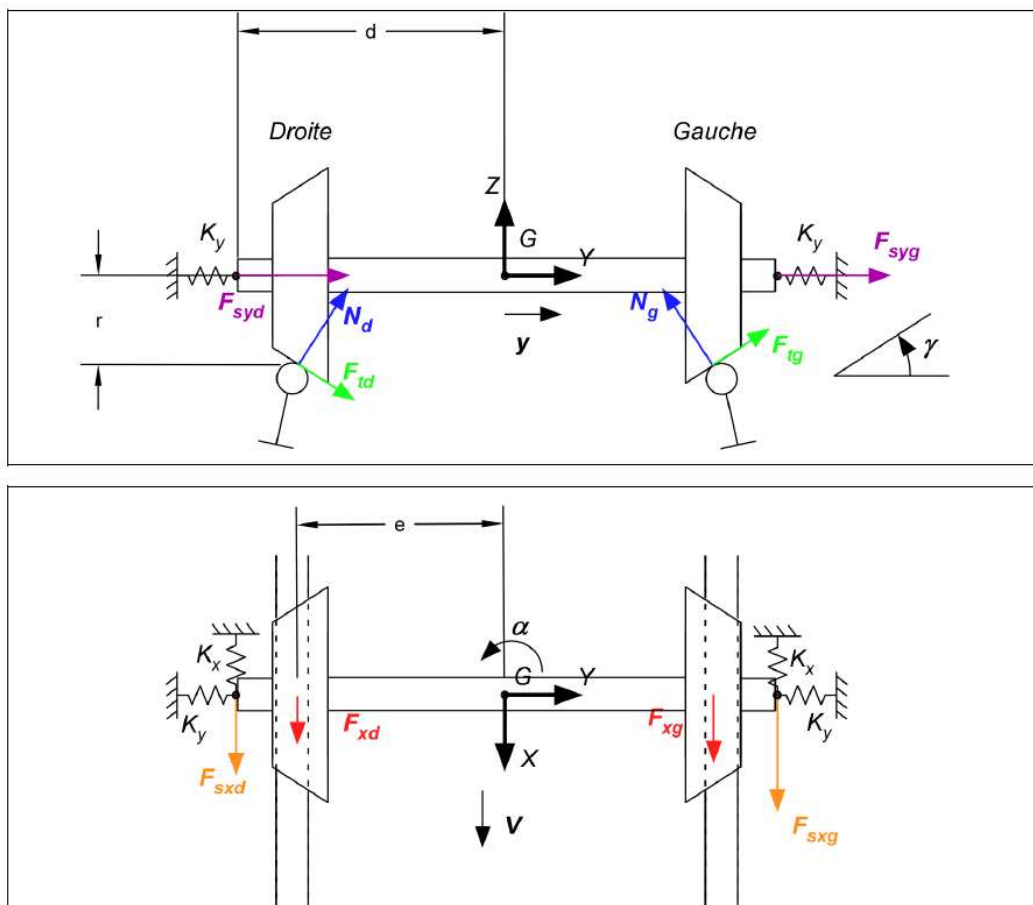 d
Droite
Gauche
Z
K_y
G
Y
K_y
F_syg
F_syd
r
N_d
N_g
y
F_td
F_tg
γ
e
α
K_x
G
Y
K_x
K_y
F_xd
F_xg
K_y
X
F_sxd
V
F_sxg